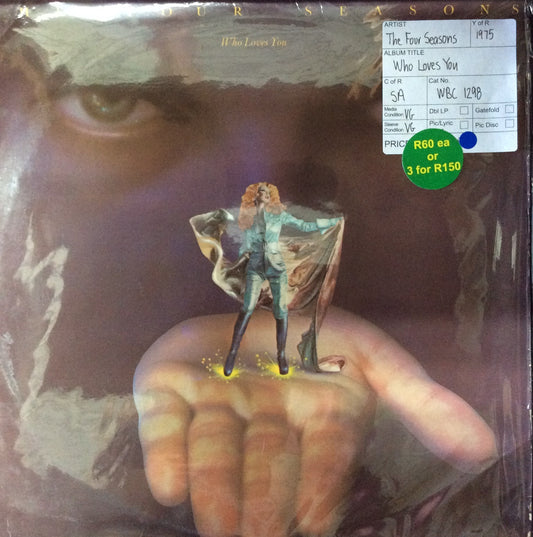 FOUR SEASONS
Who Loves You
ARTIST
Y of R
The Four Seasons
1975
ALBUM TITLE
Who Loves You
C of R
Cat No.
SA
WBC 1298
Media Condition VG
Dbl LP
Gatefold
Sleeve Condition VG
Pic/Lyric
Pic Disc
PRIC
R60 ea
or
3 for R150